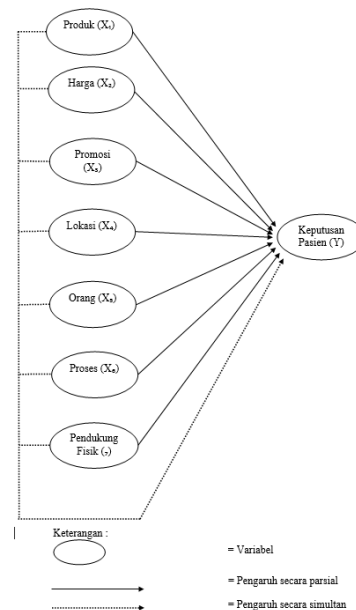 Produk (X₁)
Harga (X₂)
Promosi
(X₃)
Lokasi (X₄)
Keputusan
Pasien (Y)
Orang (X₅)
Proses (X₆)
Pendukung
Fisik (₇)
Keterangan :
= Variabel
= Pengaruh secara parsial
= Pengaruh secara simultan